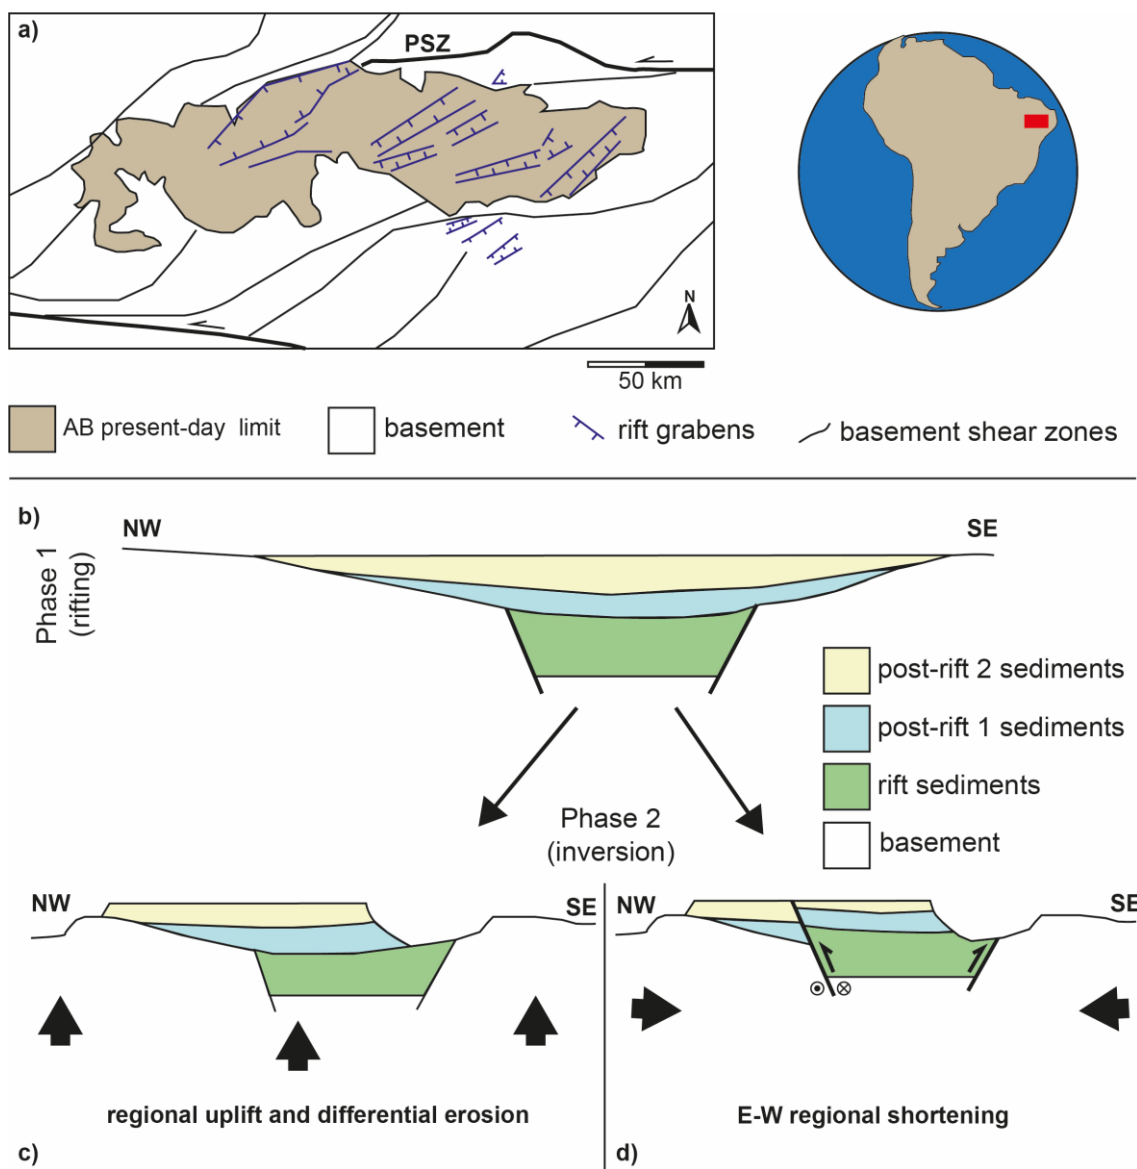 a)
PSZ
N
50 km
AB present-day limit
basement
rift grabens
basement shear zones
b)
NW
SE
Phase 1
(rifting)
post-rift 2 sediments
post-rift 1 sediments
rift sediments
basement
Phase 2
(inversion)
NW
SE
NW
SE
regional uplift and differential erosion
E-W regional shortening
c)
d)